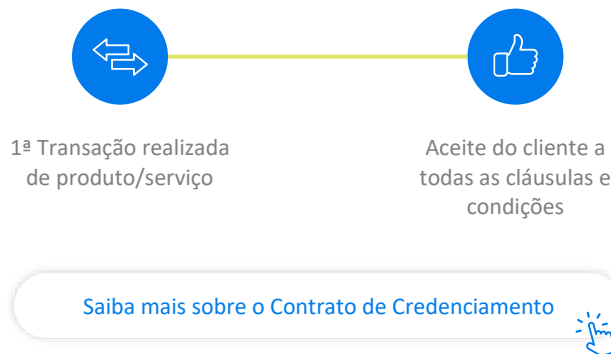 1ª Transação realizada
de produto/serviço
Aceite do cliente a
todas as cláusulas e
condições
Saiba mais sobre o Contrato de Credenciamento